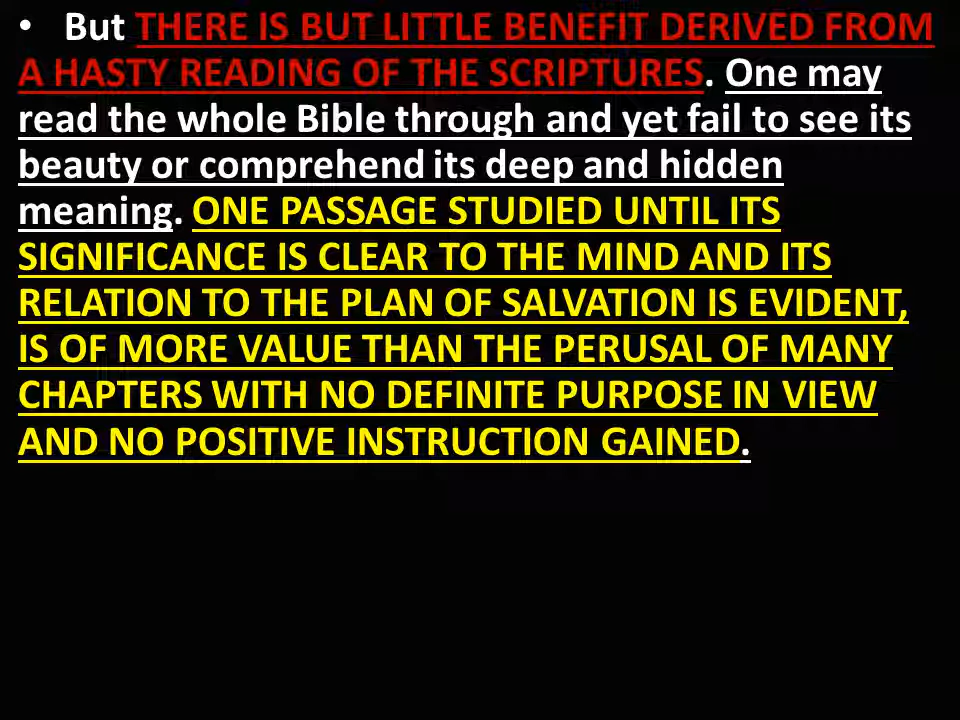 • But THERE IS BUT LITTLE BENEFIT DERIVED FROM
A HASTY READING OF THE SCRIPTURES. One may
read the whole Bible through and yet fail to see its
beauty or comprehend its deep and hidden
meaning. ONE PASSAGE STUDIED UNTIL ITS
SIGNIFICANCE IS CLEAR TO THE MIND AND ITS
RELATION TO THE PLAN OF SALVATION IS EVIDENT,
IS OF MORE VALUE THAN THE PERUSAL OF MANY
CHAPTERS WITH NO DEFINITE PURPOSE IN VIEW
AND NO POSITIVE INSTRUCTION GAINED.